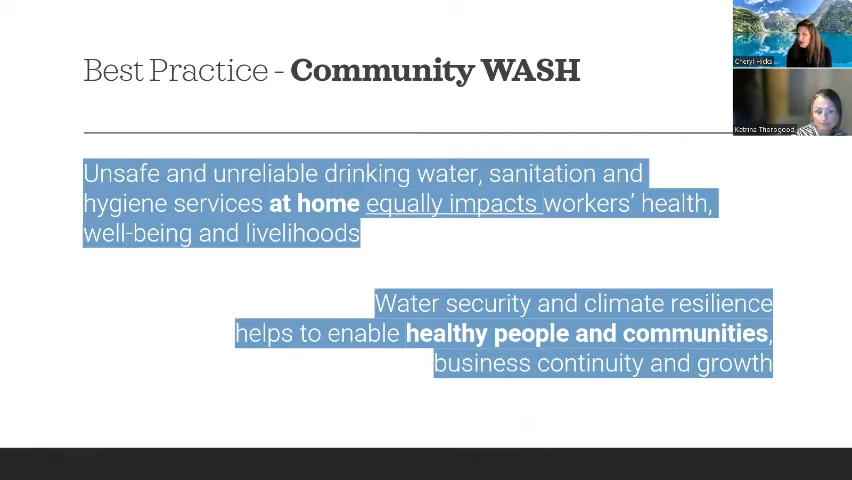 Best Practice - Community WASH
Cheryl Hicks
Katrina Thorogood
Unsafe and unreliable drinking water, sanitation and
hygiene services at home equally impacts workers’ health,
well-being and livelihoods
Water security and climate resilience
helps to enable healthy people and communities,
business continuity and growth